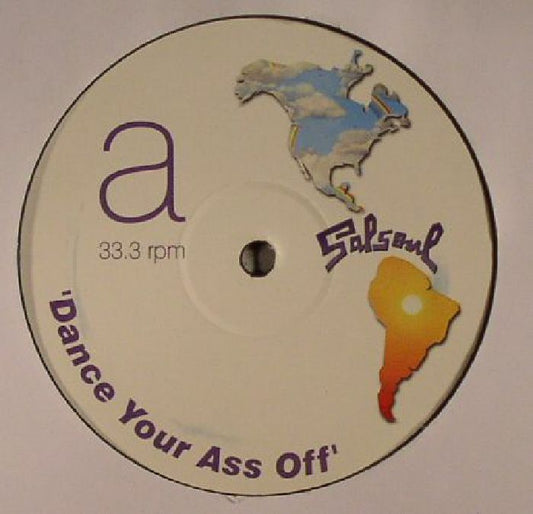 a
33.3 rpm
Salsoul
'Dance Your Ass Off'